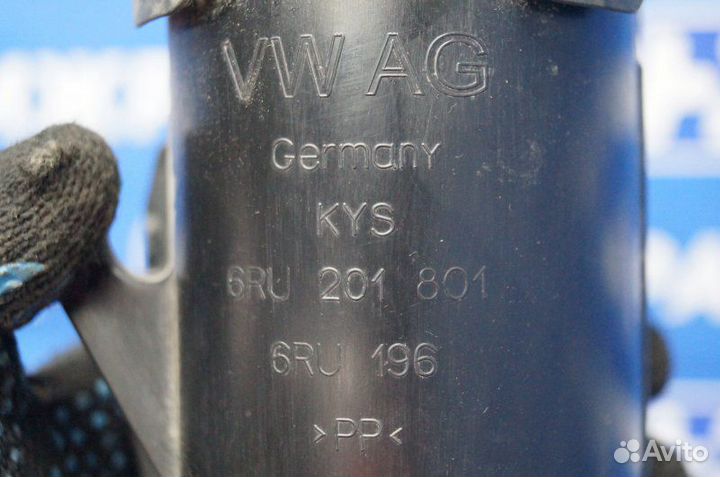 VW AG
Germany
KYS
6RU 201 801
6RU 196
>PP<
Avito